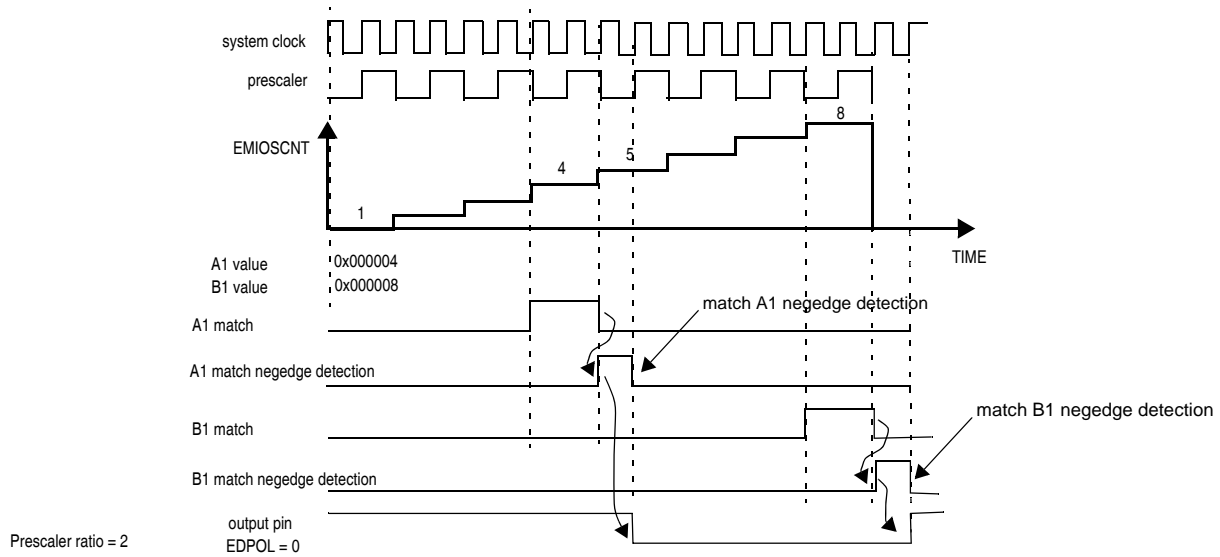 system clock
prescaler
EMIOSCNT
8
5
4
1
TIME
A1 value 0x000004
B1 value 0x000008
match A1 negedge detection
A1 match
A1 match negedge detection
match B1 negedge detection
B1 match
B1 match negedge detection
output pin
Prescaler ratio = 2 EDPOL = 0